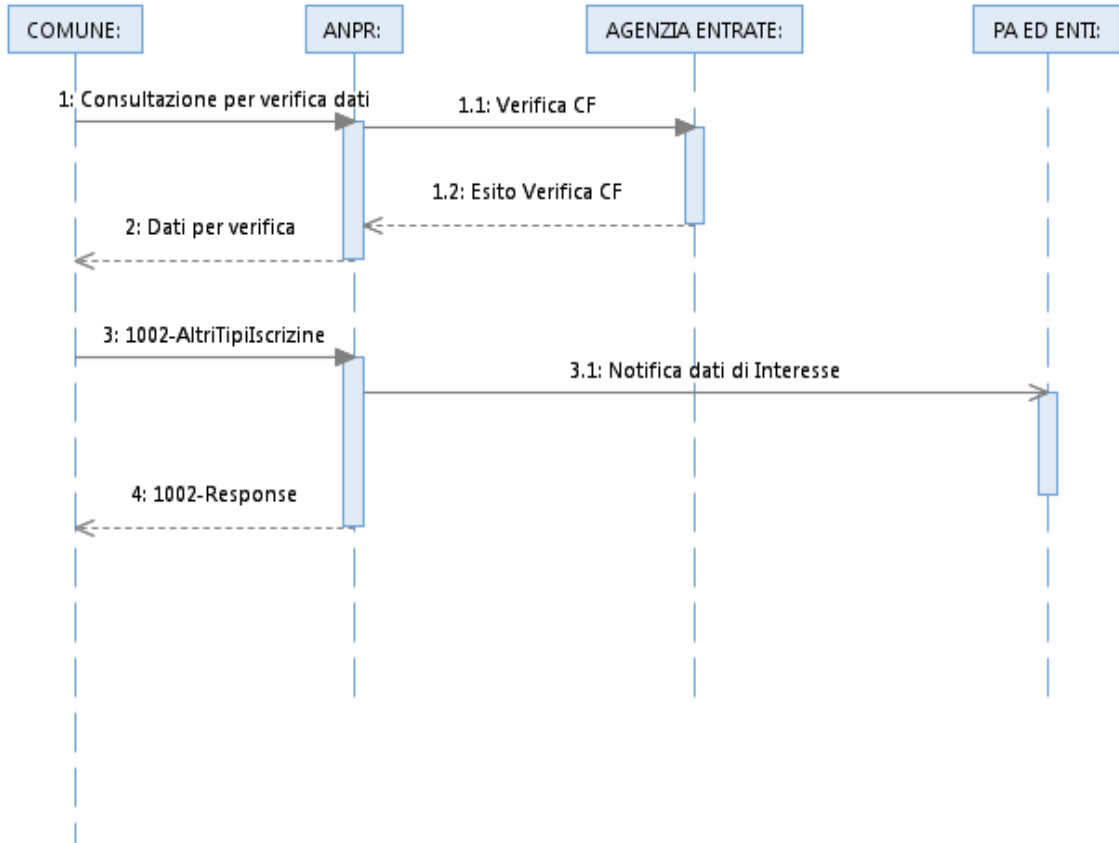 COMUNE:
ANPR:
AGENZIA ENTRATE:
PA ED ENTI:
1: Consultazione per verifica dati
1.1: Verifica CF
1.2: Esito Verifica CF
2: Dati per verifica
3: 1002-AltriTipiIscrizine
3.1: Notifica dati di Interesse
4: 1002-Response